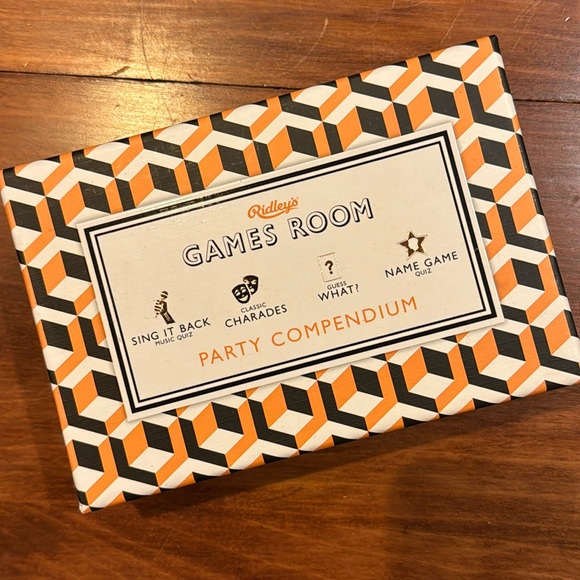 Ridley's
GAMES ROOM
SING IT BACK
MUSIC QUIZ
CLASSIC
CHARADES
?
GUESS
WHAT?
NAME GAME
QUIZ
PARTY COMPENDIUM